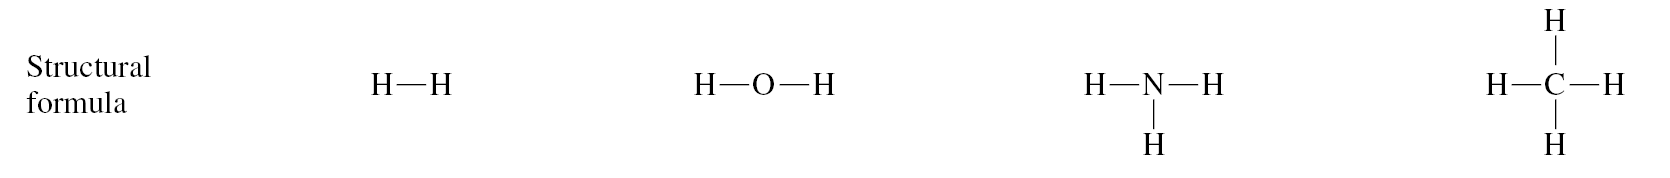 H
Structural
formula
H—H
H—O—H
H—N—H
H—C—H
H
H